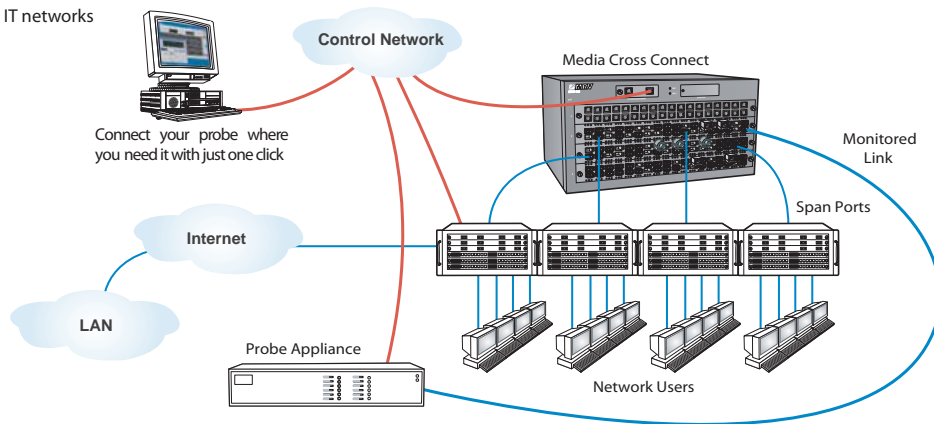 IT networks
Control Network
Media Cross Connect
MRV
Connect your probe where
you need it with just one click
Monitored
Link
Span Ports
Internet
LAN
Probe Appliance
Network Users